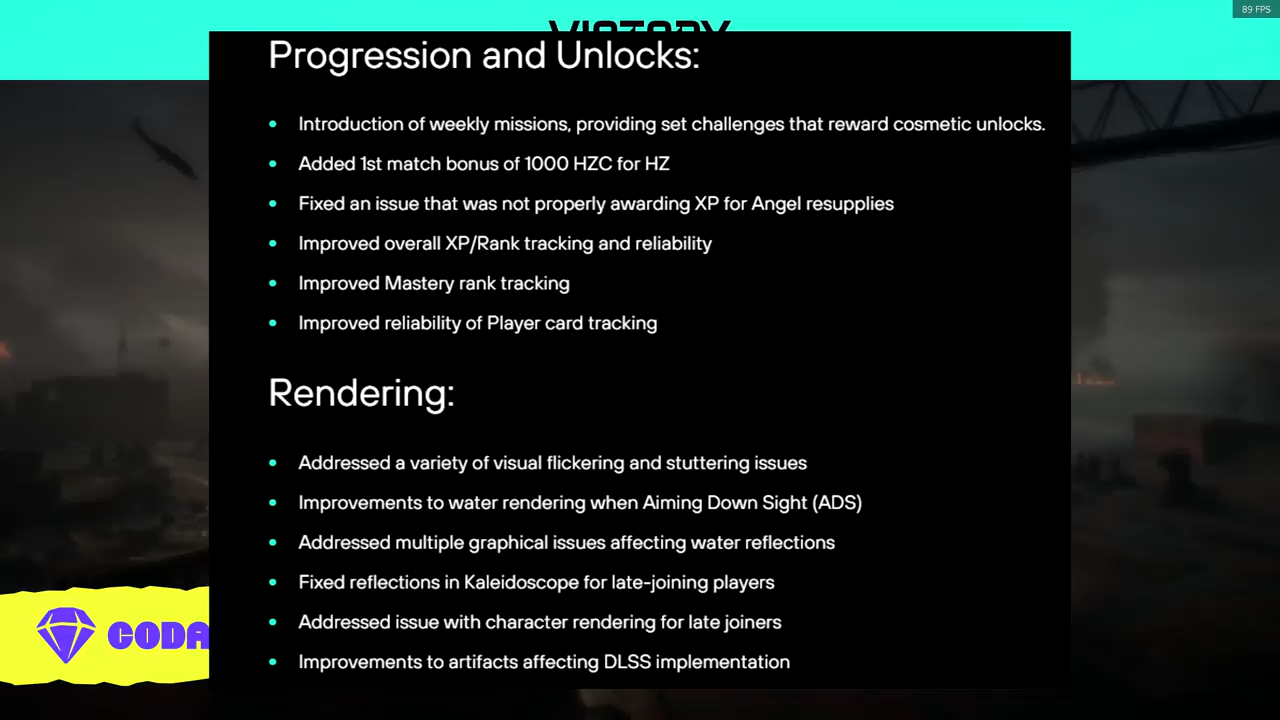 89 FPS
VICTORY
Progression and Unlocks:
• Introduction of weekly missions, providing set challenges that reward cosmetic unlocks.
• Added 1st match bonus of 1000 HZC for HZ
• Fixed an issue that was not properly awarding XP for Angel resupplies
• Improved overall XP/Rank tracking and reliability
• Improved Mastery rank tracking
• Improved reliability of Player card tracking
Rendering:
• Addressed a variety of visual flickering and stuttering issues
• Improvements to water rendering when Aiming Down Sight (ADS)
• Addressed multiple graphical issues affecting water reflections
• Fixed reflections in Kaleidoscope for late-joining players
• Addressed issue with character rendering for late joiners
• Improvements to artifacts affecting DLSS implementation
CODA